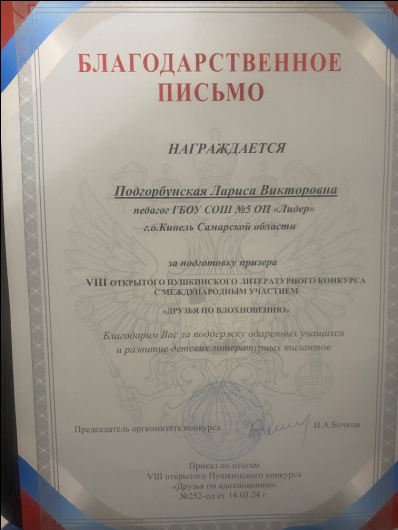 БЛАГОДАРСТВЕННОЕ
ПИСЬМО
НАГРАЖДАЕТСЯ
Подгорбунская Лариса Викторовна
педагог ГБОУ СОШ №5 ОЦ «Лидер»
г.о.Кинель Самарской области
за подготовку призера
VIII ОТКРЫТОГО ПУШКИНСКОГО ЛИТЕРАТУРНОГО КОНКУРСА
С МЕЖДУНАРОДНЫМ УЧАСТИЕМ
«ДРУЗЬЯ ПО ВДОХНОВЕНИЮ»
Благодарим Вас за поддержку одаренных учащихся
и развитие детских литературных талантов
Председатель оргкомитета конкурса И.А.Бочков
Приказ по итогам
VIII открытого Пушкинского конкурса
«Друзья по вдохновению»
№252-од от 14.03.24 г.